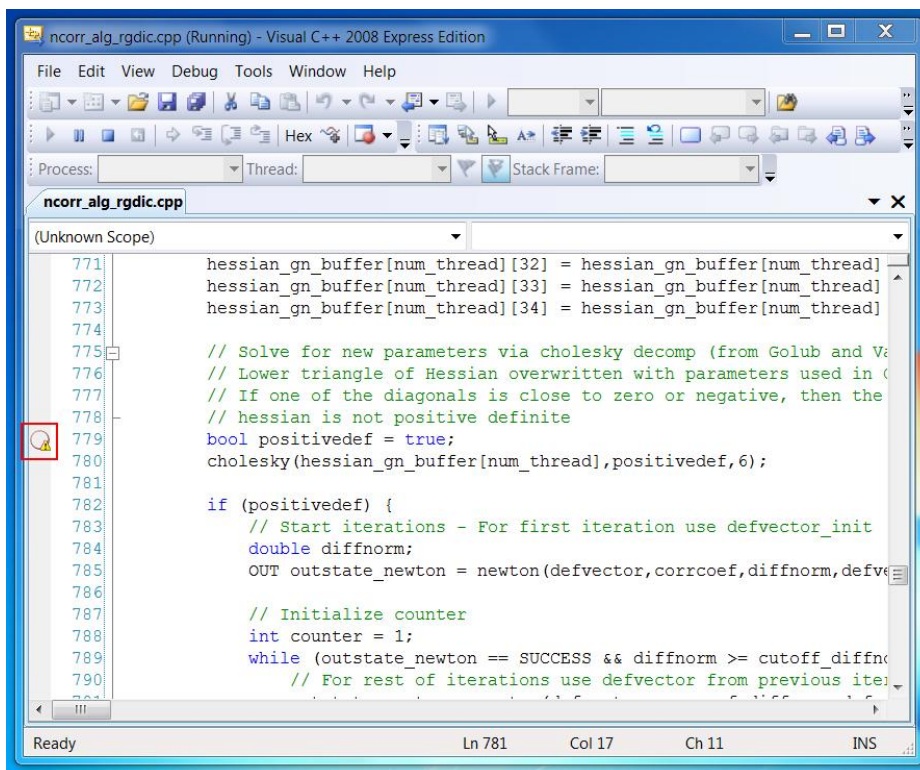 ncorr_alg_rgdic.cpp (Running) - Visual C++ 2008 Express Edition
File Edit View Debug Tools Window Help
Hex
Process: Thread: Stack Frame:
ncorr_alg_rgdic.cpp
(Unknown Scope)
771 hessian_gn_buffer[num_thread][32] = hessian_gn_buffer[num_thread]
772 hessian_gn_buffer[num_thread][33] = hessian_gn_buffer[num_thread]
773 hessian_gn_buffer[num_thread][34] = hessian_gn_buffer[num_thread]
774
775 // Solve for new parameters via cholesky decomp (from Golub and Va
776 // Lower triangle of Hessian overwritten with parameters used in
777 // If one of the diagonals is close to zero or negative, then the
778 // hessian is not positive definite
779 bool positivedef = true;
780 cholesky(hessian_gn_buffer[num_thread],positivedef,6);
781
782 if (positivedef) {
783 // Start iterations - For first iteration use defvector_init
784 double diffnorm;
785 OUT outstate_newton = newton(defvector,corrcoef,diffnorm,defve
786
787 // Initialize counter
788 int counter = 1;
789 while (outstate_newton == SUCCESS && diffnorm >= cutoff_diffno
790 // For rest of iterations use defvector from previous ite
Ready Ln 781 Col 17 Ch 11 INS